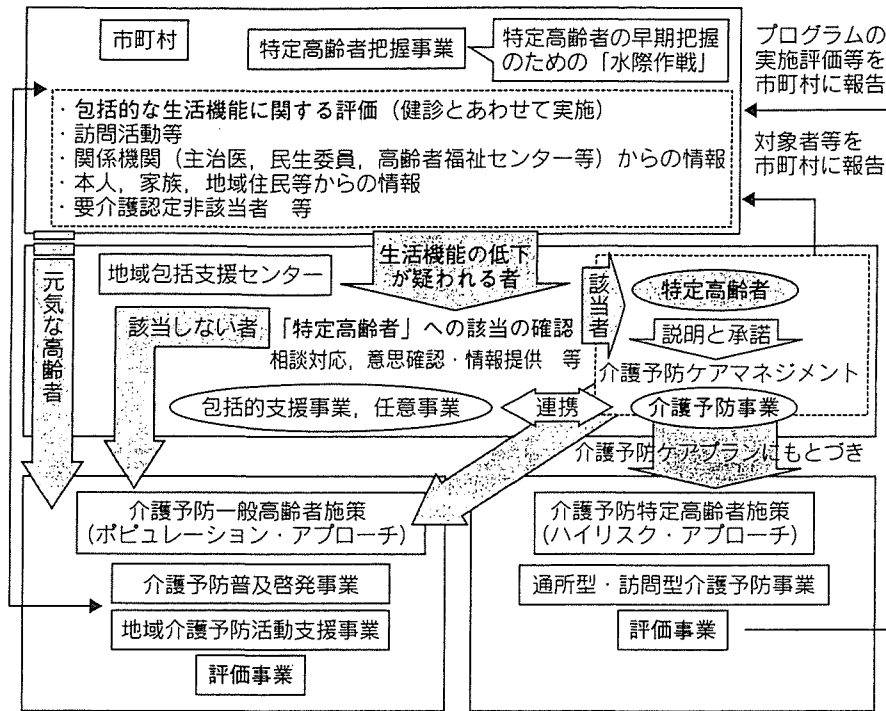 市町村
特定高齢者把握事業
特定高齢者の早期把握
のための「水際作戦」
プログラムの
実施評価等を
市町村に報告
・包括的な生活機能に関する評価（健診とあわせて実施）
・訪問活動等
・関係機関（主治医，民生委員，高齢者福祉センター等）からの情報
・本人，家族，地域住民等からの情報
・要介護認定非該当者　等
対象者等を
市町村に報告
元気な高齢者
地域包括支援センター
生活機能の低下
が疑われる者
該当者
特定高齢者
該当しない者
「特定高齢者」への該当の確認
相談対応，意思確認・情報提供　等
説明と承諾
介護予防ケアマネジメント
包括的支援事業，任意事業
連携
介護予防事業
介護予防ケアプランにもとづき
介護予防一般高齢者施策
（ポピュレーション・アプローチ）
介護予防普及啓発事業
地域介護予防活動支援事業
評価事業
介護予防特定高齢者施策
（ハイリスク・アプローチ）
通所型・訪問型介護予防事業
評価事業